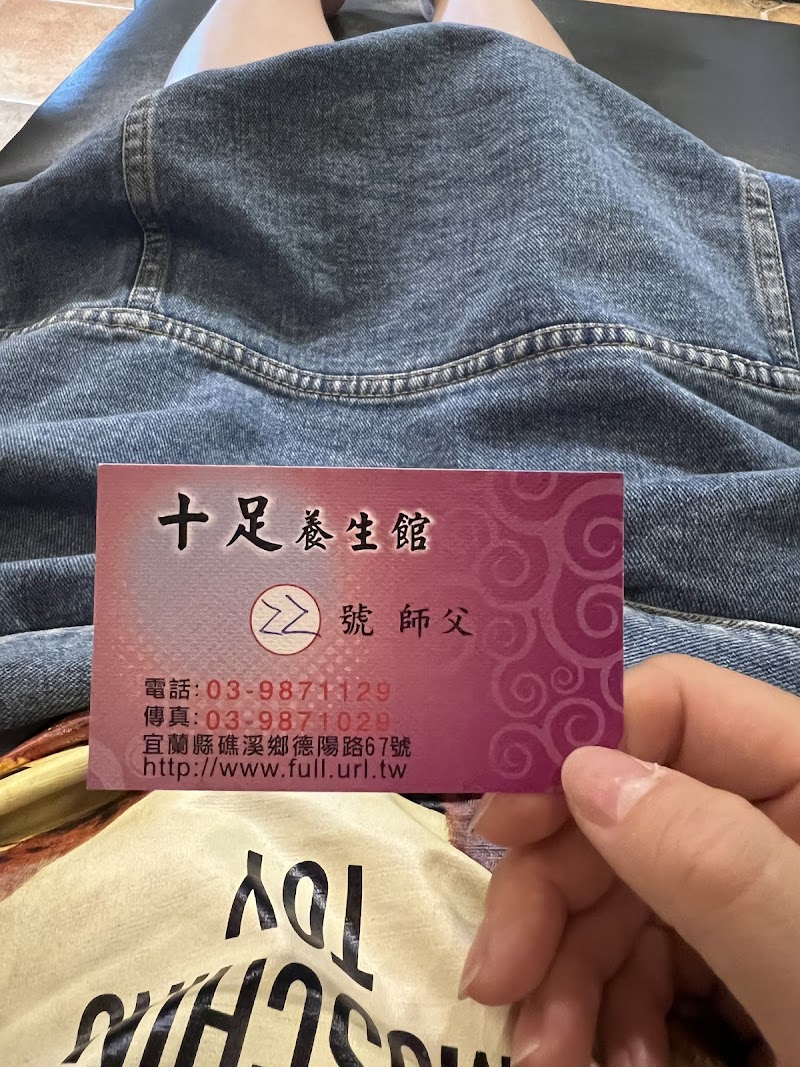 十足養生館
22 號 師父
電話:03-9871129
傳真:03-9871029
宜蘭縣礁溪鄉德陽路67號
http://www.full.url.tw
TOY